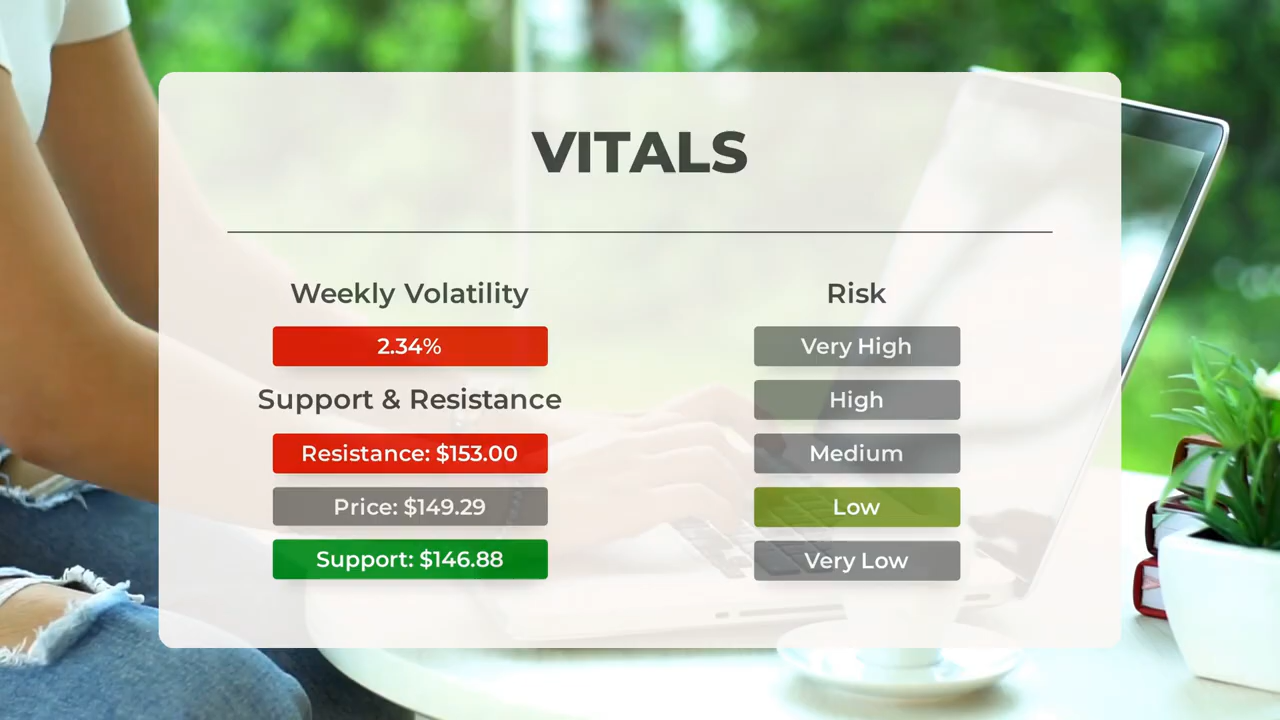 VITALS
Weekly Volatility
2.34%
Support & Resistance
Resistance: $153.00
Price: $149.29
Support: $146.88
Risk
Very High
High
Medium
Low
Very Low